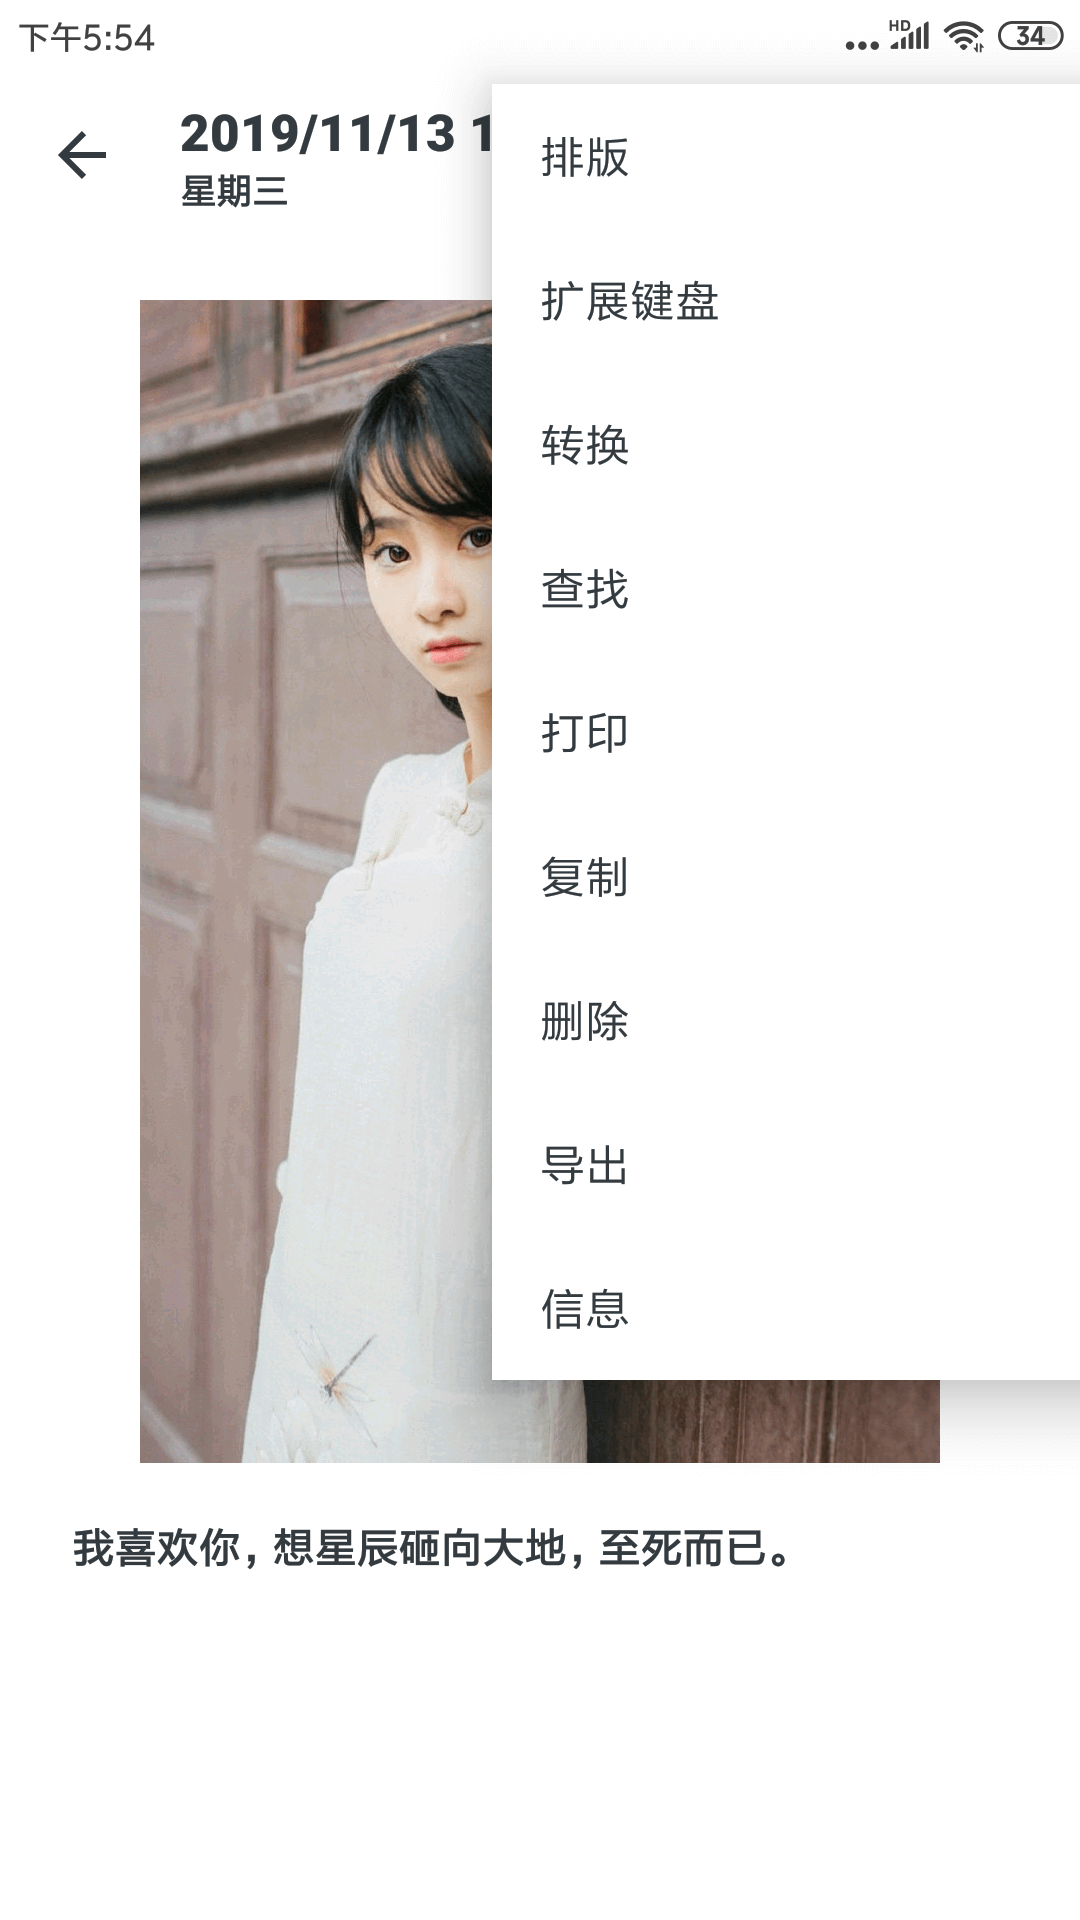 下午5:54
HD
34
2019/11/13 1
星期三
排版
扩展键盘
转换
查找
打印
复制
删除
导出
信息
我喜欢你，想星辰砸向大地，至死而已。